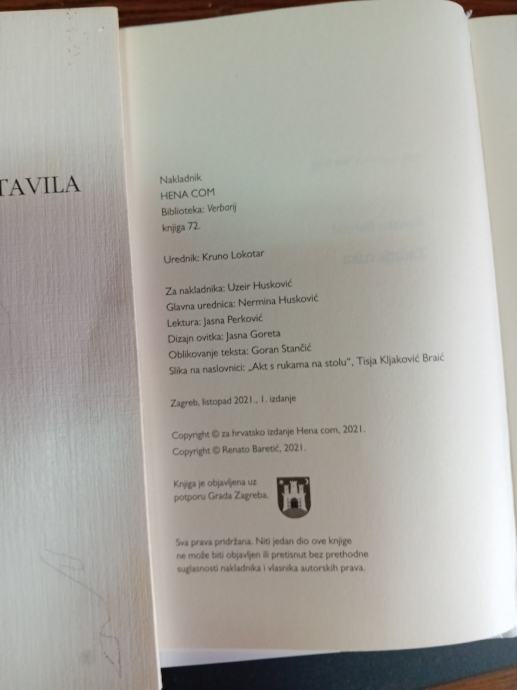 TAVILA
Nakladnik
HENA COM
Biblioteka: Verbarij
knjiga 72.
Urednik: Kruno Lokotar
Za nakladnika: Uzeir Husković
Glavna urednica: Nermina Husković
Lektura: Jasna Perković
Dizajn ovitka: Jasna Goreta
Oblikovanje teksta: Goran Stančić
Slika na naslovnici: „Akt s rukama na stolu", Tisja Kljaković Braić
Zagreb, listopad 2021., 1. izdanje
Copyright © za hrvatsko izdanje Hena com, 2021.
Copyright © Renato Baretić, 2021.
Knjiga je objavljena uz
potporu Grada Zagreba.
Sva prava pridržana. Niti jedan dio ove knjige
ne može biti objavljen ili pretisnut bez prethodne
suglasnosti nakladnika i vlasnika autorskih prava.